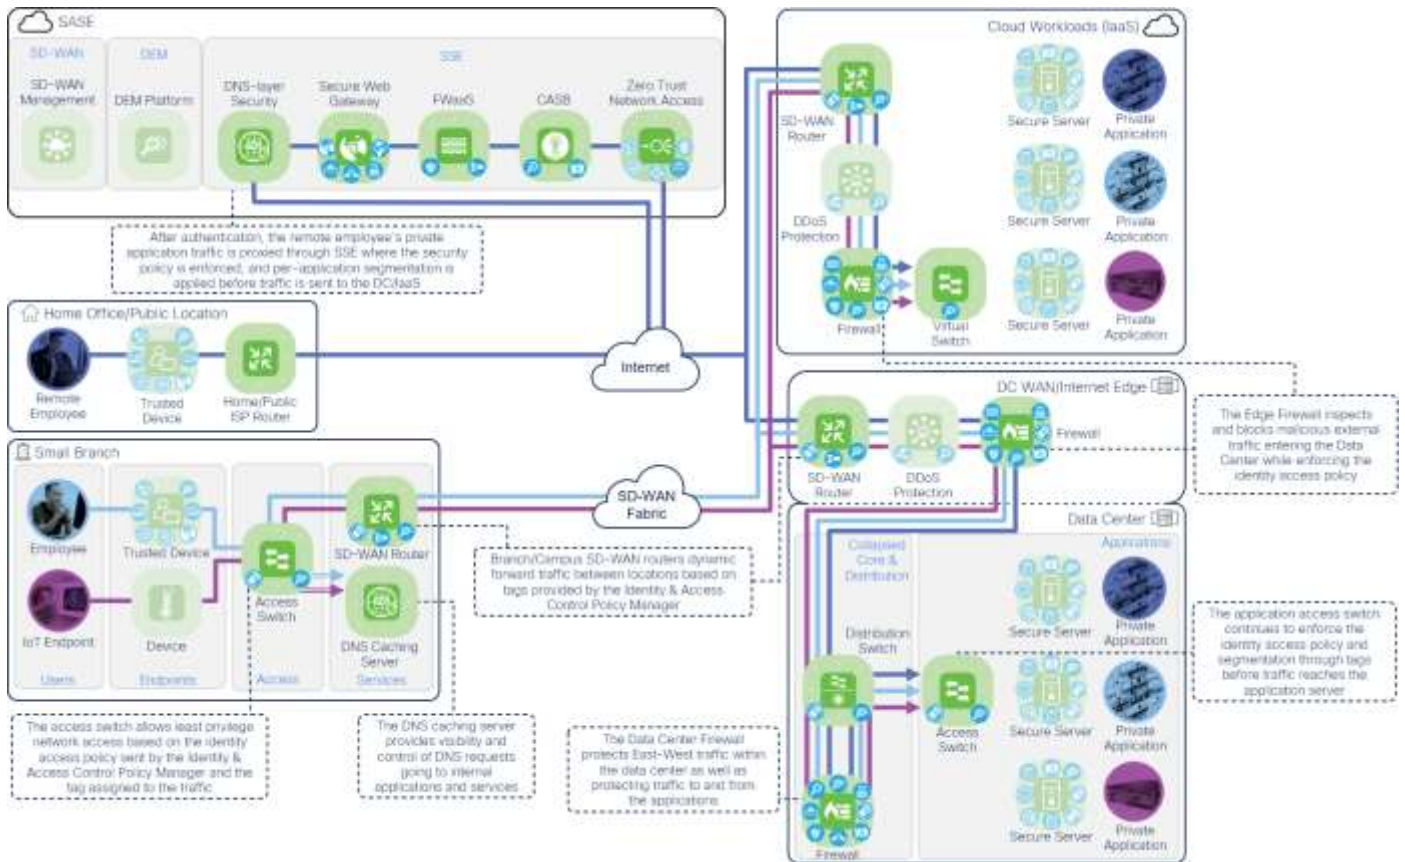 SASE
SD-WAN
DEM
SSE
SD-WAN
Management
DEM Platform
DNS-layer
Security
Secure Web
Gateway
FWaaS
CASB
Zero Trust
Network Access
After authentication, the remote employee's private
application traffic is proxied through SSE where the security
policy is enforced, and per-application segmentation is
applied before traffic is sent to the DC/IaaS
Home Office/Public Location
Remote
Employee
Trusted
Device
Home/Public
ISP Router
Internet
Small Branch
Employee
Trusted Device
IoT Endpoint
Device
Access
Switch
SD-WAN Router
DNS Caching
Server
Users
Endpoints
Access
Services
SD-WAN
Fabric
Branch/Campus SD-WAN routers dynamic
forward traffic between locations based on
tags provided by the Identity & Access
Control Policy Manager
The access switch allows least privilege
network access based on the identity
access policy sent by the Identity &
Access Control Policy Manager and the
tag assigned to the traffic
The DNS caching server
provides visibility and
control of DNS requests
going to internal
applications and services
Cloud Workloads (IaaS)
SD-WAN
Router
DDoS
Protection
Firewall
Virtual
Switch
Secure Server
Private
Application
Secure Server
Private
Application
Secure Server
Private
Application
DC WAN/Internet Edge
SD-WAN
Router
DDoS
Protection
Firewall
The Edge Firewall inspects
and blocks malicious external
traffic entering the Data
Center while enforcing the
identity access policy
Data Center
Collapsed
Core &
Distribution
Applications
Distribution
Switch
Access
Switch
Firewall
Secure Server
Private
Application
Secure Server
Private
Application
Secure Server
Private
Application
The application access switch
continues to enforce the
identity access policy and
segmentation through tags
before traffic reaches the
application server
The Data Center Firewall
protects East-West traffic within
the data center as well as
protecting traffic to and from
the applications